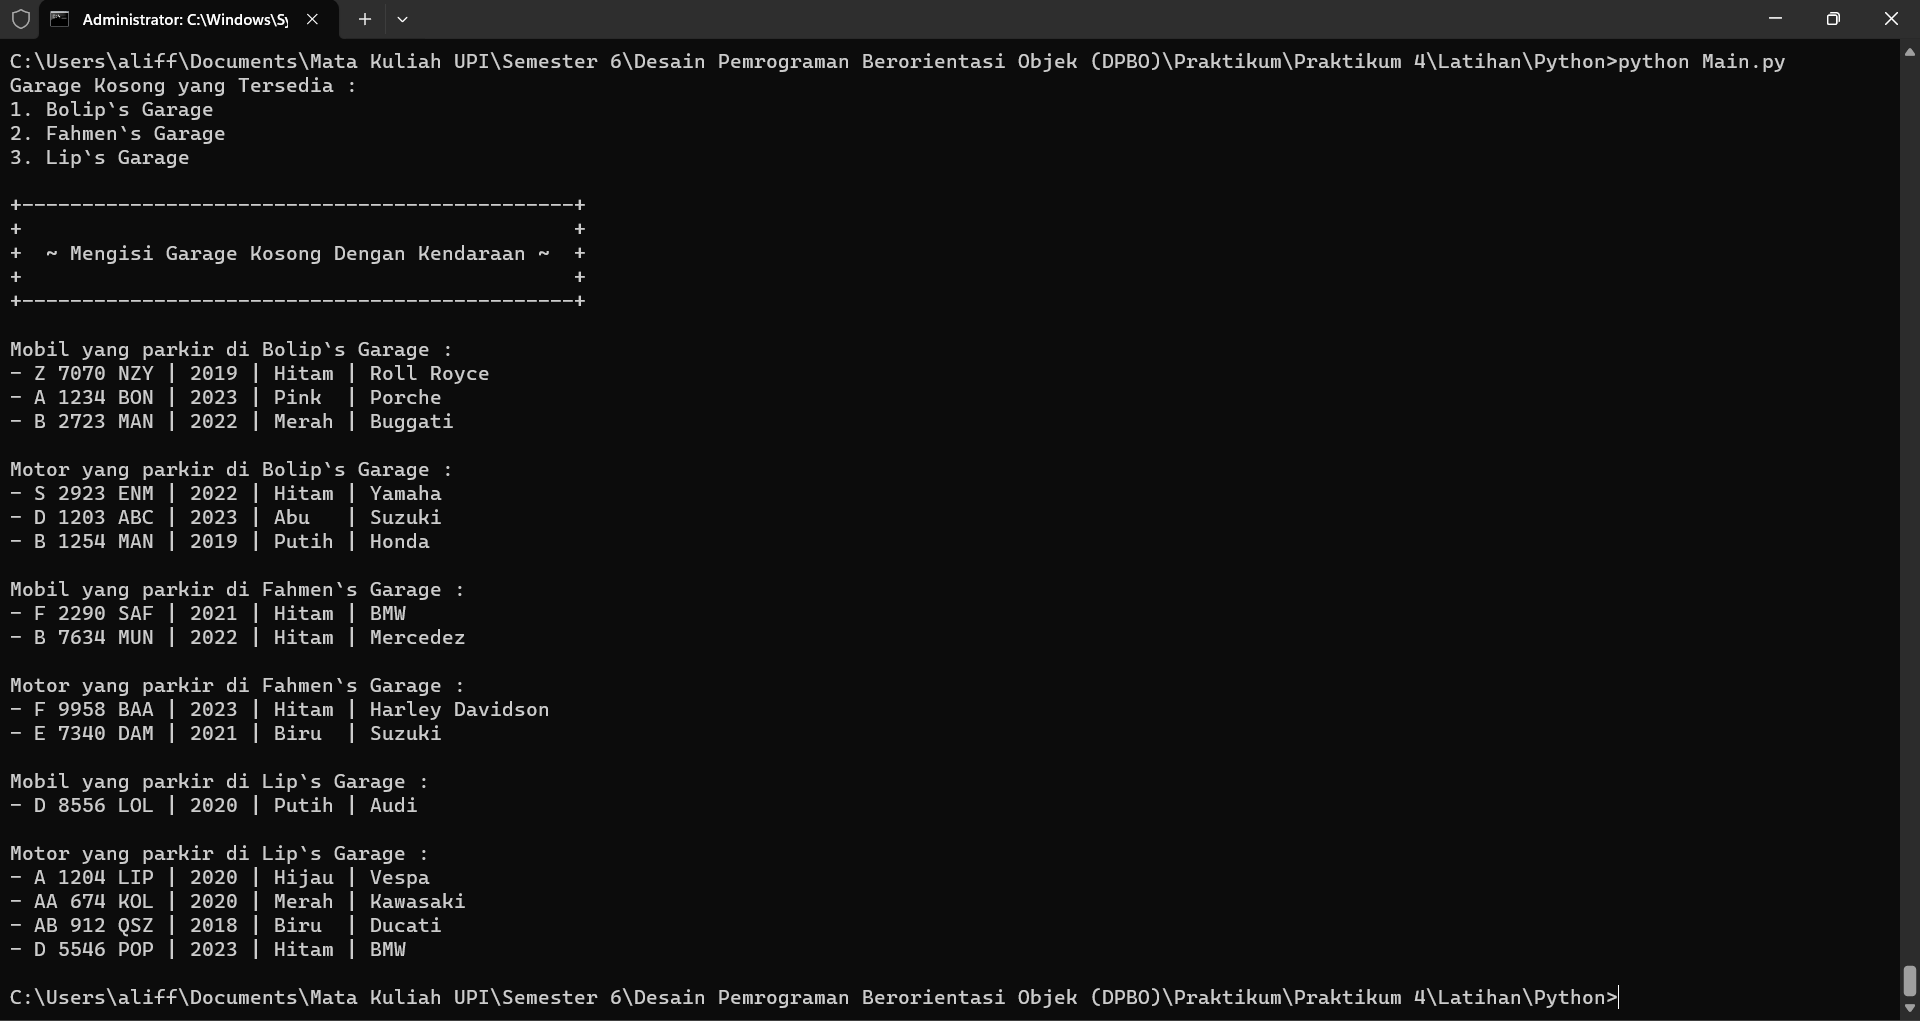 Administrator: C:\Windows\Sy
C:\Users\aliff\Documents\Mata Kuliah UPI\Semester 6\Desain Pemrograman Berorientasi Objek (DPBO)\Praktikum\Praktikum 4\Latihan\Python>python Main.py
Garage Kosong yang Tersedia :
1. Bolip`s Garage
2. Fahmen`s Garage
3. Lip`s Garage
+----------------------------------------------+
+                                              +
+  ~ Mengisi Garage Kosong Dengan Kendaraan ~  +
+                                              +
+----------------------------------------------+
Mobil yang parkir di Bolip`s Garage :
- Z 7070 NZY | 2019 | Hitam | Roll Royce
- A 1234 BON | 2023 | Pink  | Porche
- B 2723 MAN | 2022 | Merah | Buggati
Motor yang parkir di Bolip`s Garage :
- S 2923 ENM | 2022 | Hitam | Yamaha
- D 1203 ABC | 2023 | Abu   | Suzuki
- B 1254 MAN | 2019 | Putih | Honda
Mobil yang parkir di Fahmen`s Garage :
- F 2290 SAF | 2021 | Hitam | BMW
- B 7634 MUN | 2022 | Hitam | Mercedez
Motor yang parkir di Fahmen`s Garage :
- F 9958 BAA | 2023 | Hitam | Harley Davidson
- E 7340 DAM | 2021 | Biru  | Suzuki
Mobil yang parkir di Lip`s Garage :
- D 8556 LOL | 2020 | Putih | Audi
Motor yang parkir di Lip`s Garage :
- A 1204 LIP | 2020 | Hijau | Vespa
- AA 674 KOL | 2020 | Merah | Kawasaki
- AB 912 QSZ | 2018 | Biru  | Ducati
- D 5546 POP | 2023 | Hitam | BMW
C:\Users\aliff\Documents\Mata Kuliah UPI\Semester 6\Desain Pemrograman Berorientasi Objek (DPBO)\Praktikum\Praktikum 4\Latihan\Python>